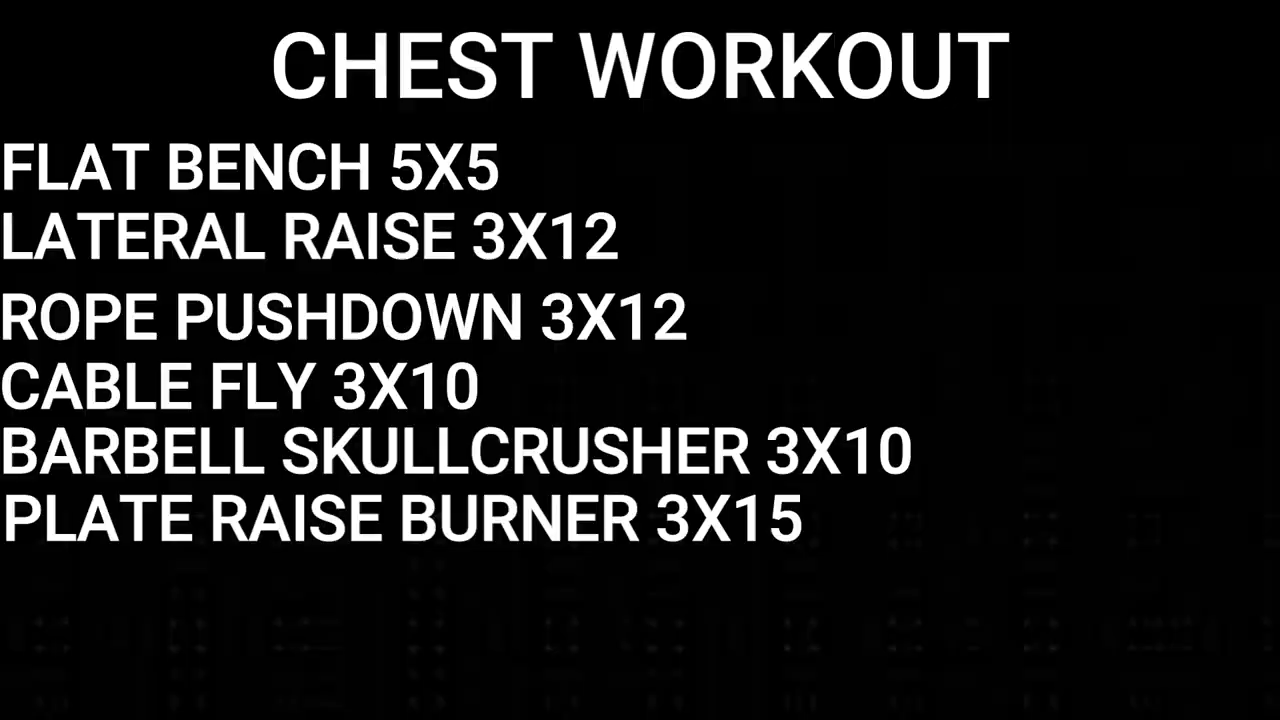 CHEST WORKOUT
FLAT BENCH 5X5
LATERAL RAISE 3X12
ROPE PUSHDOWN 3X12
CABLE FLY 3X10
BARBELL SKULLCRUSHER 3X10
PLATE RAISE BURNER 3X15